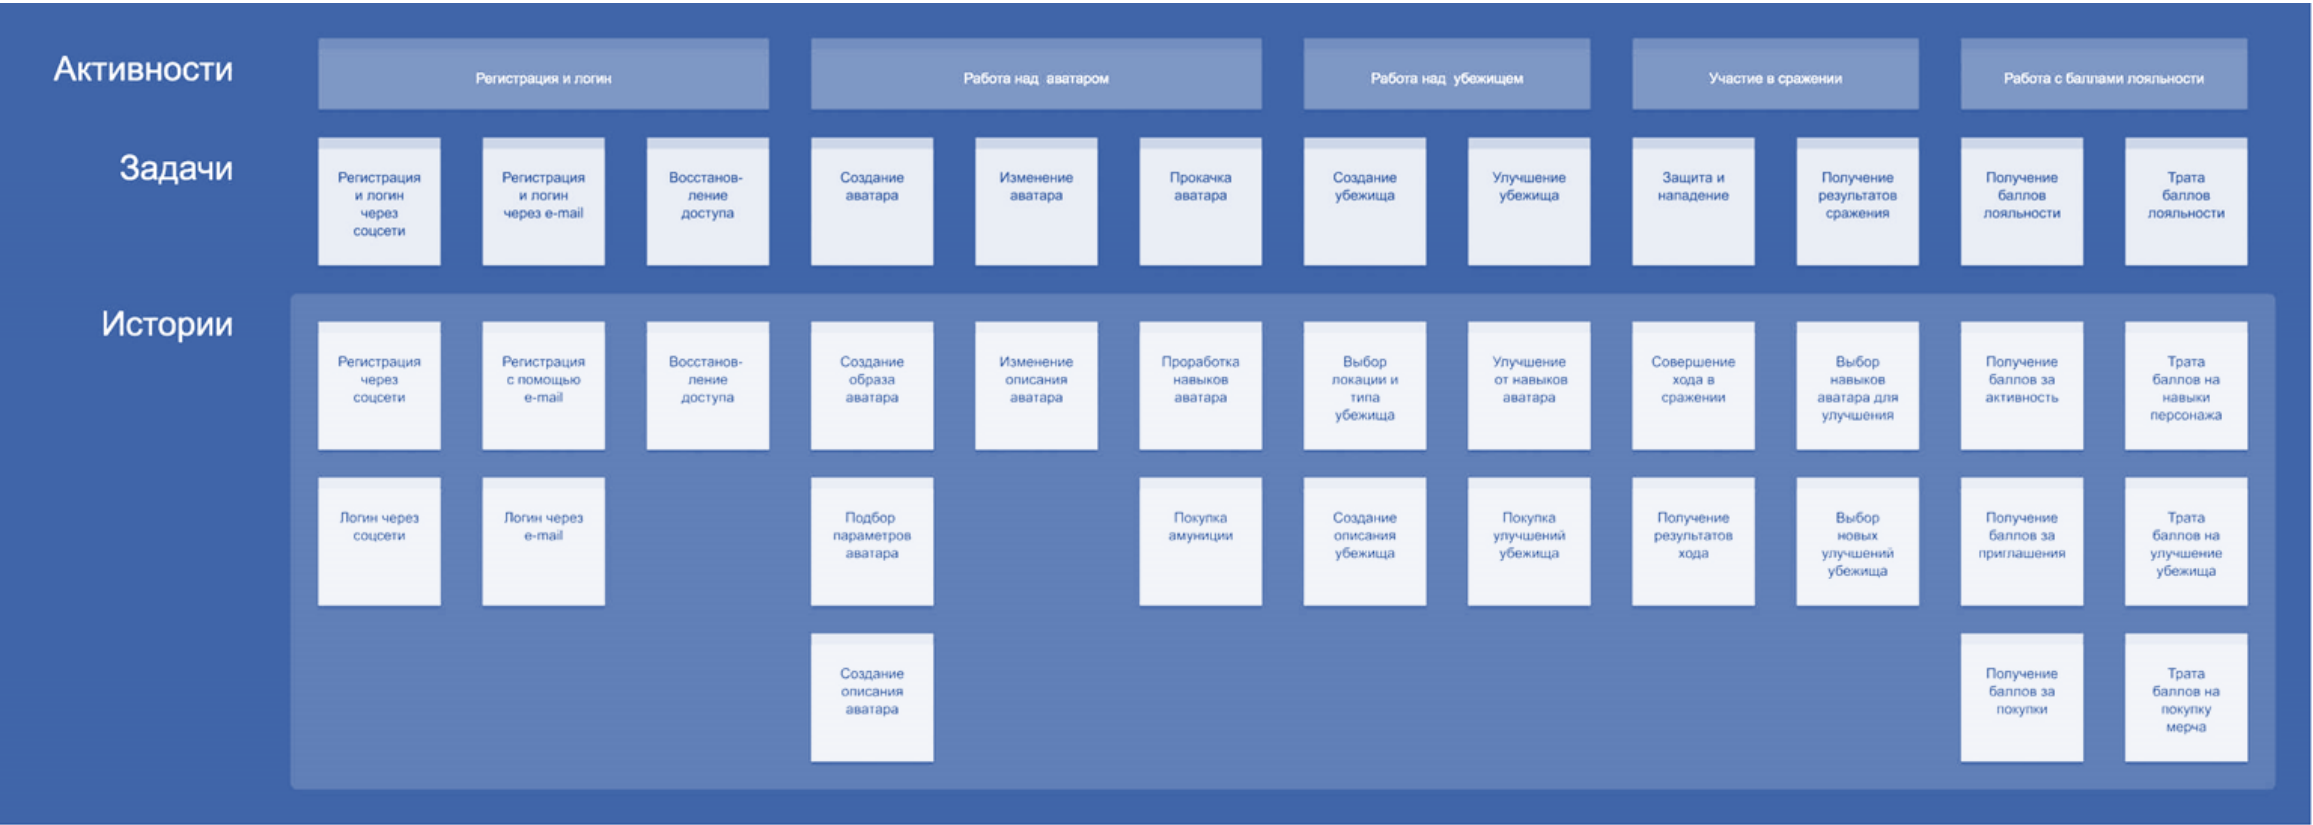 Активности
Регистрация и логин
Работа над аватаром
Работа над убежищем
Участие в сражении
Работа с баллами лояльности
Задачи
Регистрация
и логин
через
соцсети
Регистрация
и логин
через e-mail
Восстанов-
ление
доступа
Создание
аватара
Изменение
аватара
Прокачка
аватара
Создание
убежища
Улучшение
убежища
Защита и
нападение
Получение
результатов
сражения
Получение
баллов
лояльности
Трата
баллов
лояльности
Истории
Регистрация
через
соцсети
Регистрация
с помощью
e-mail
Восстанов-
ление
доступа
Создание
образа
аватара
Изменение
описания
аватара
Проработка
навыков
аватара
Выбор
локации и
типа
убежища
Улучшение
от навыков
аватара
Совершение
хода в
сражении
Выбор
навыков
аватара для
улучшения
Получение
баллов за
активность
Трата
баллов на
навыки
персонажа
Логин через
соцсети
Логин через
e-mail
Подбор
параметров
аватара
Покупка
амуниции
Создание
описания
убежища
Покупка
улучшений
убежища
Получение
результатов
хода
Выбор
новых
улучшений
убежища
Получение
баллов за
приглашения
Трата
баллов на
улучшение
убежища
Создание
описания
аватара
Получение
баллов за
покупки
Трата
баллов на
покупку
мерча